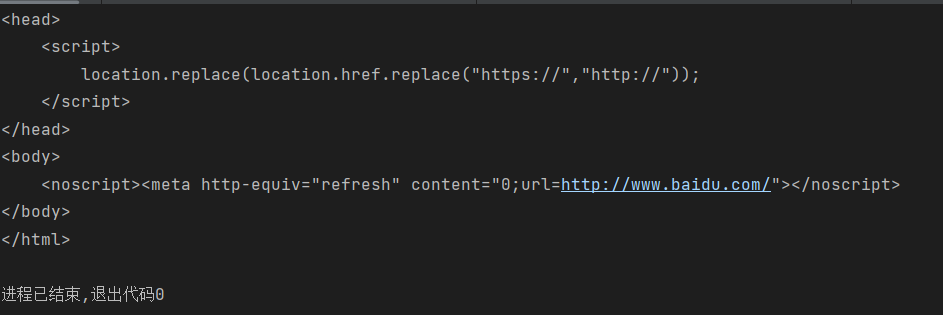 <head>
    <script>
        location.replace(location.href.replace("https://","http://"));
    </script>
</head>
<body>
    <noscript><meta http-equiv="refresh" content="0;url=http://www.baidu.com/"></noscript>
</body>
</html>
进程已结束,退出代码0